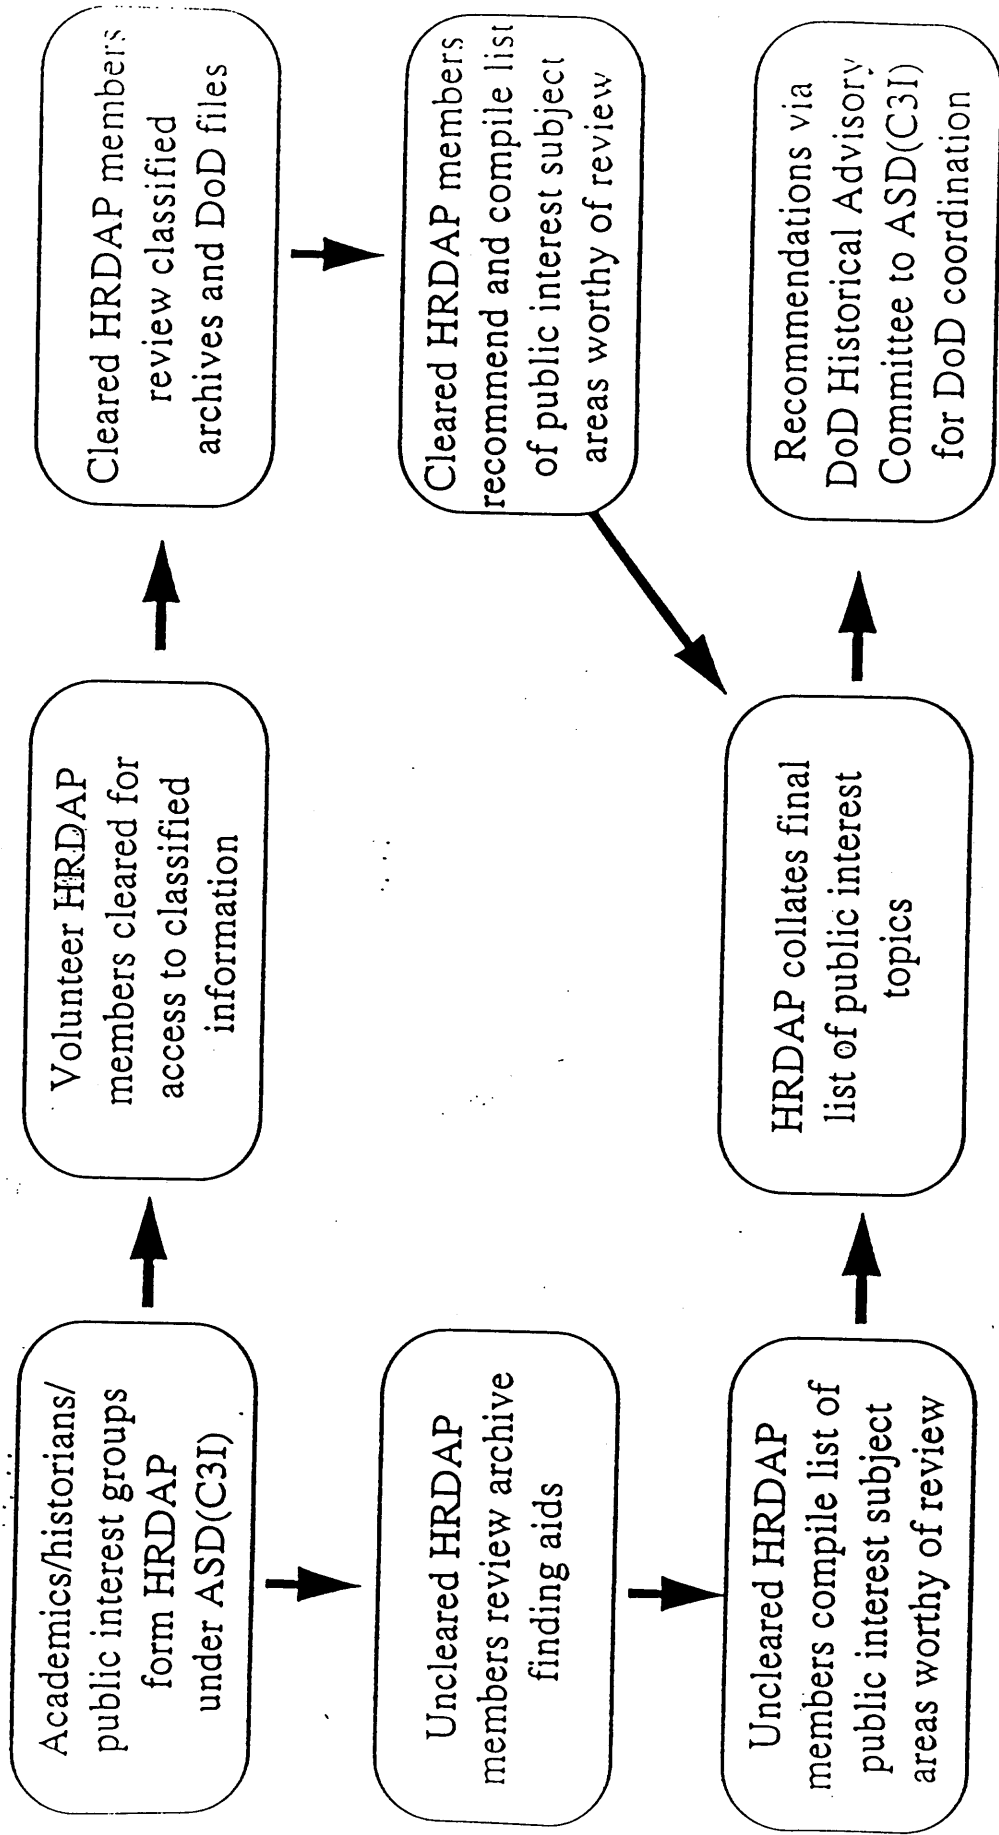 Academics/historians/
public interest groups
form HRDAP
under ASD(C3I)
Volunteer HRDAP
members cleared for
access to classified
information
Cleared HRDAP members
review classified
archives and DoD files
Uncleared HRDAP
members review archive
finding aids
Cleared HRDAP members
recommend and compile list
of public interest subject
areas worthy of review
Uncleared HRDAP
members compile list of
public interest subject
areas worthy of review
HRDAP collates final
list of public interest
topics
Recommendations via
DoD Historical Advisory
Committee to ASD(C3I)
for DoD coordination